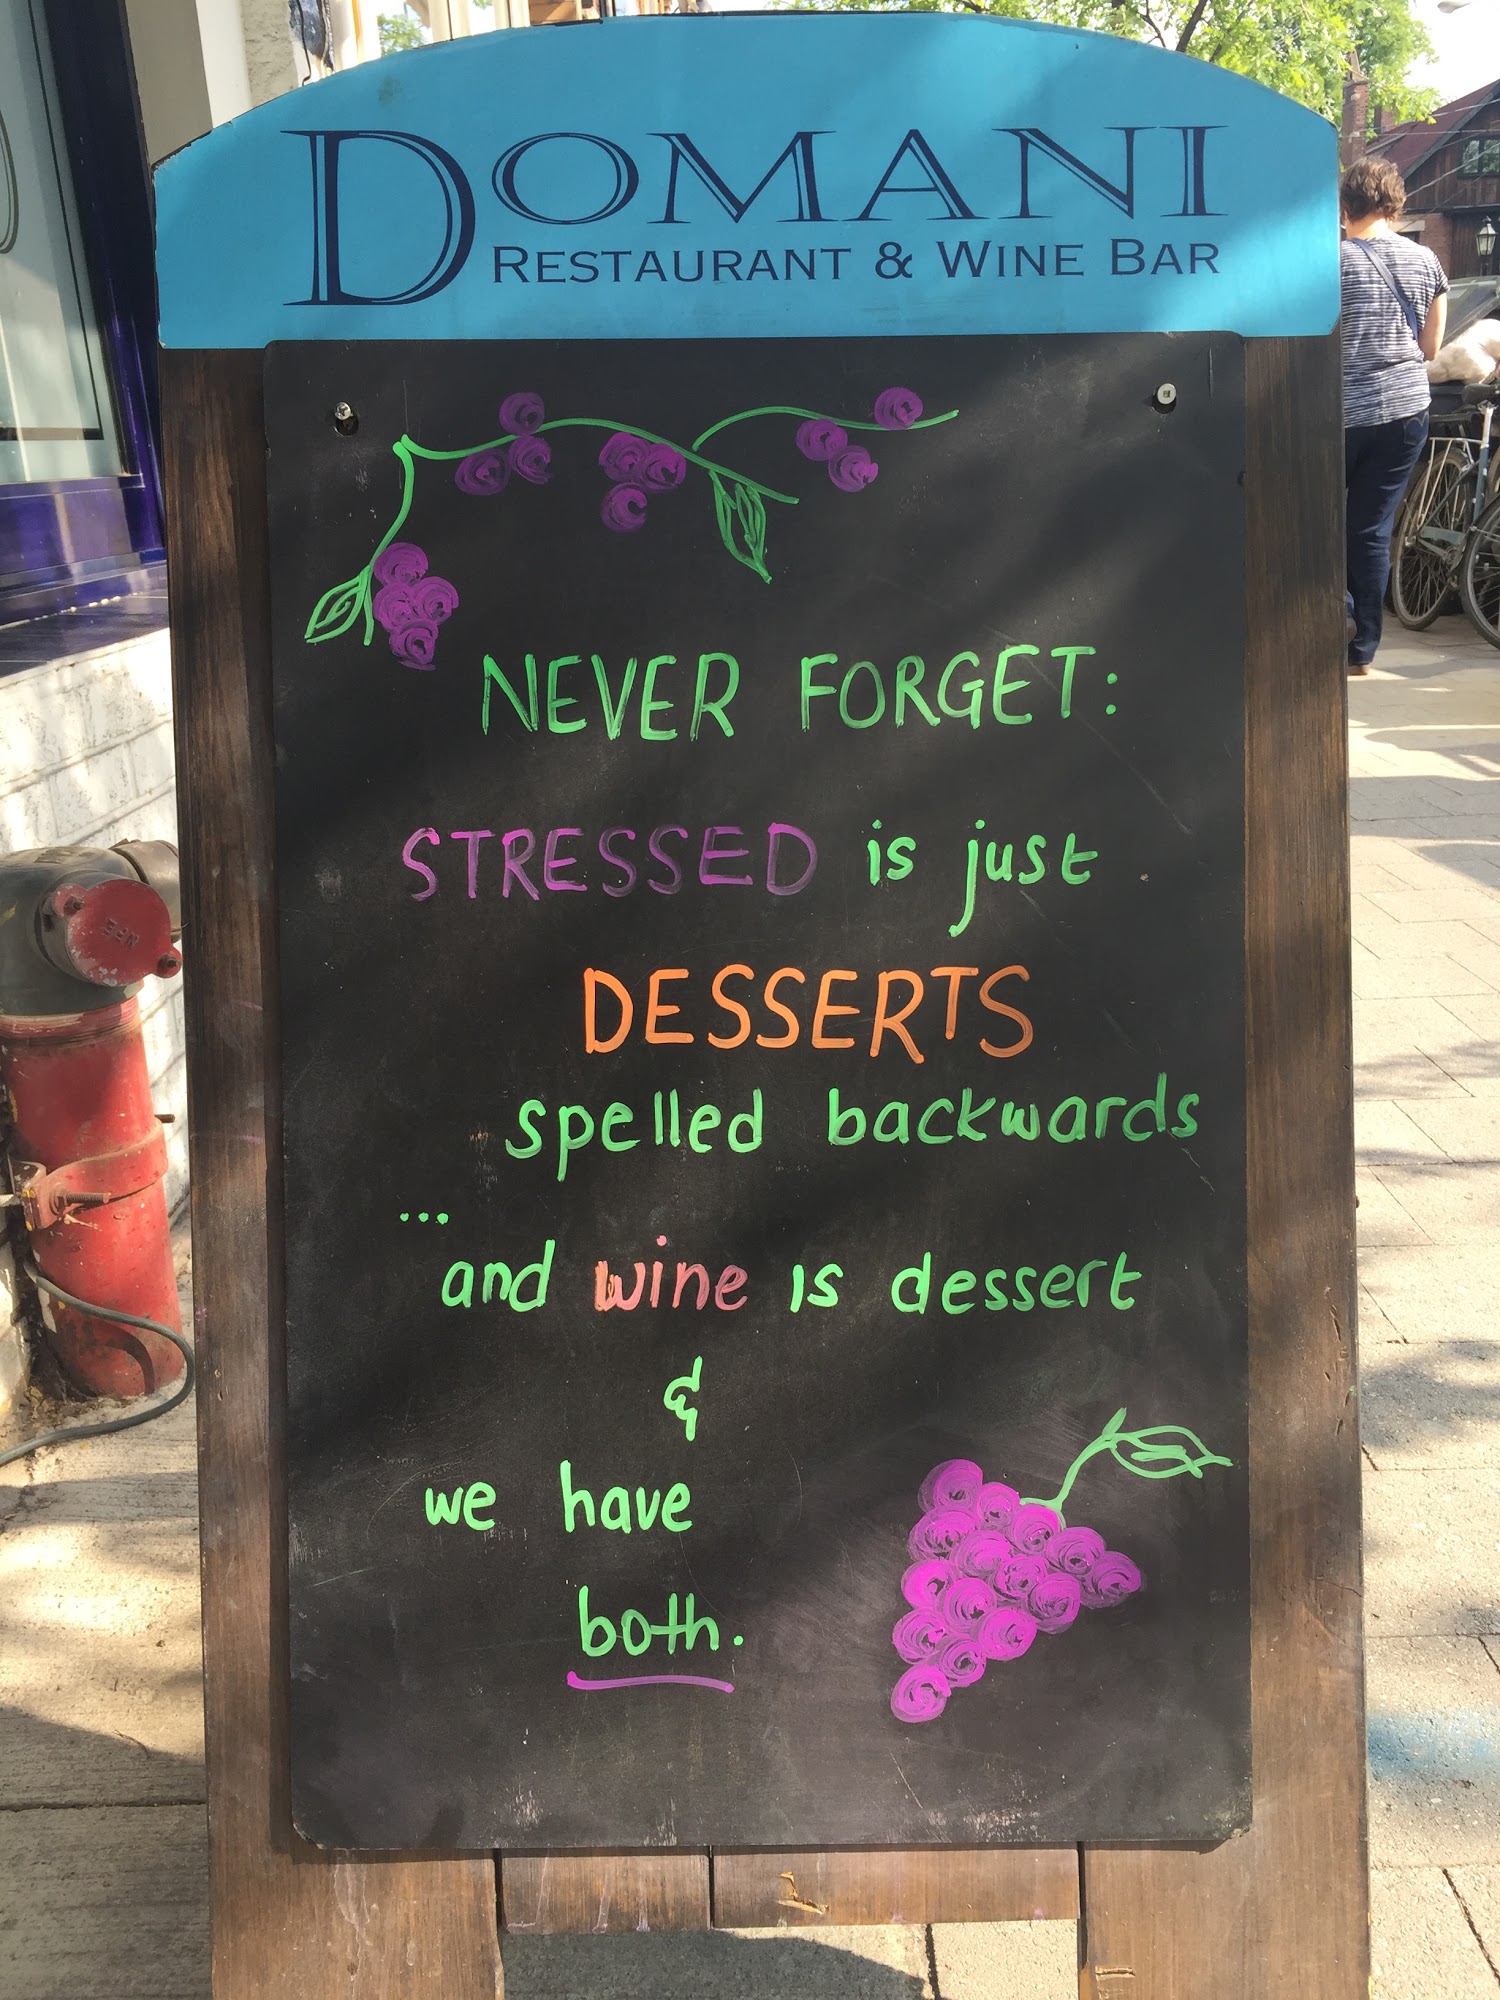 DOMANI
RESTAURANT & WINE BAR
NEVER FORGET:
STRESSED is just
DESSERTS
spelled backwards
...
and wine is dessert
&
we have
both.